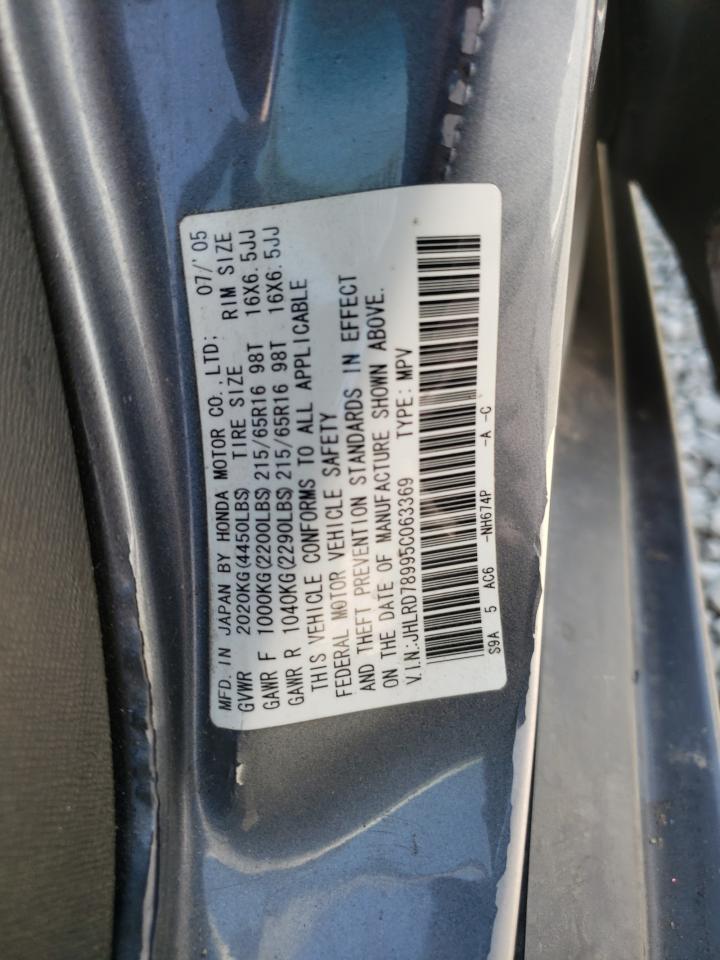 MFD. IN JAPAN BY HONDA MOTOR CO., LTD; 07/'05
GVWR 2020KG(4450LBS) TIRE SIZE RIM SIZE
GAWR F 1000KG(2200LBS) 215/65R16 98T 16X6.5JJ
GAWR R 1040KG(2290LBS) 215/65R16 98T 16X6.5JJ
THIS VEHICLE CONFORMS TO ALL APPLICABLE
FEDERAL MOTOR VEHICLE SAFETY
AND THEFT PREVENTION STANDARDS IN EFFECT
ON THE DATE OF MANUFACTURE SHOWN ABOVE.
V.I.N:JHLRD78995C063369 TYPE: MPV
S9A 5 AC6 -NH674P -A -C